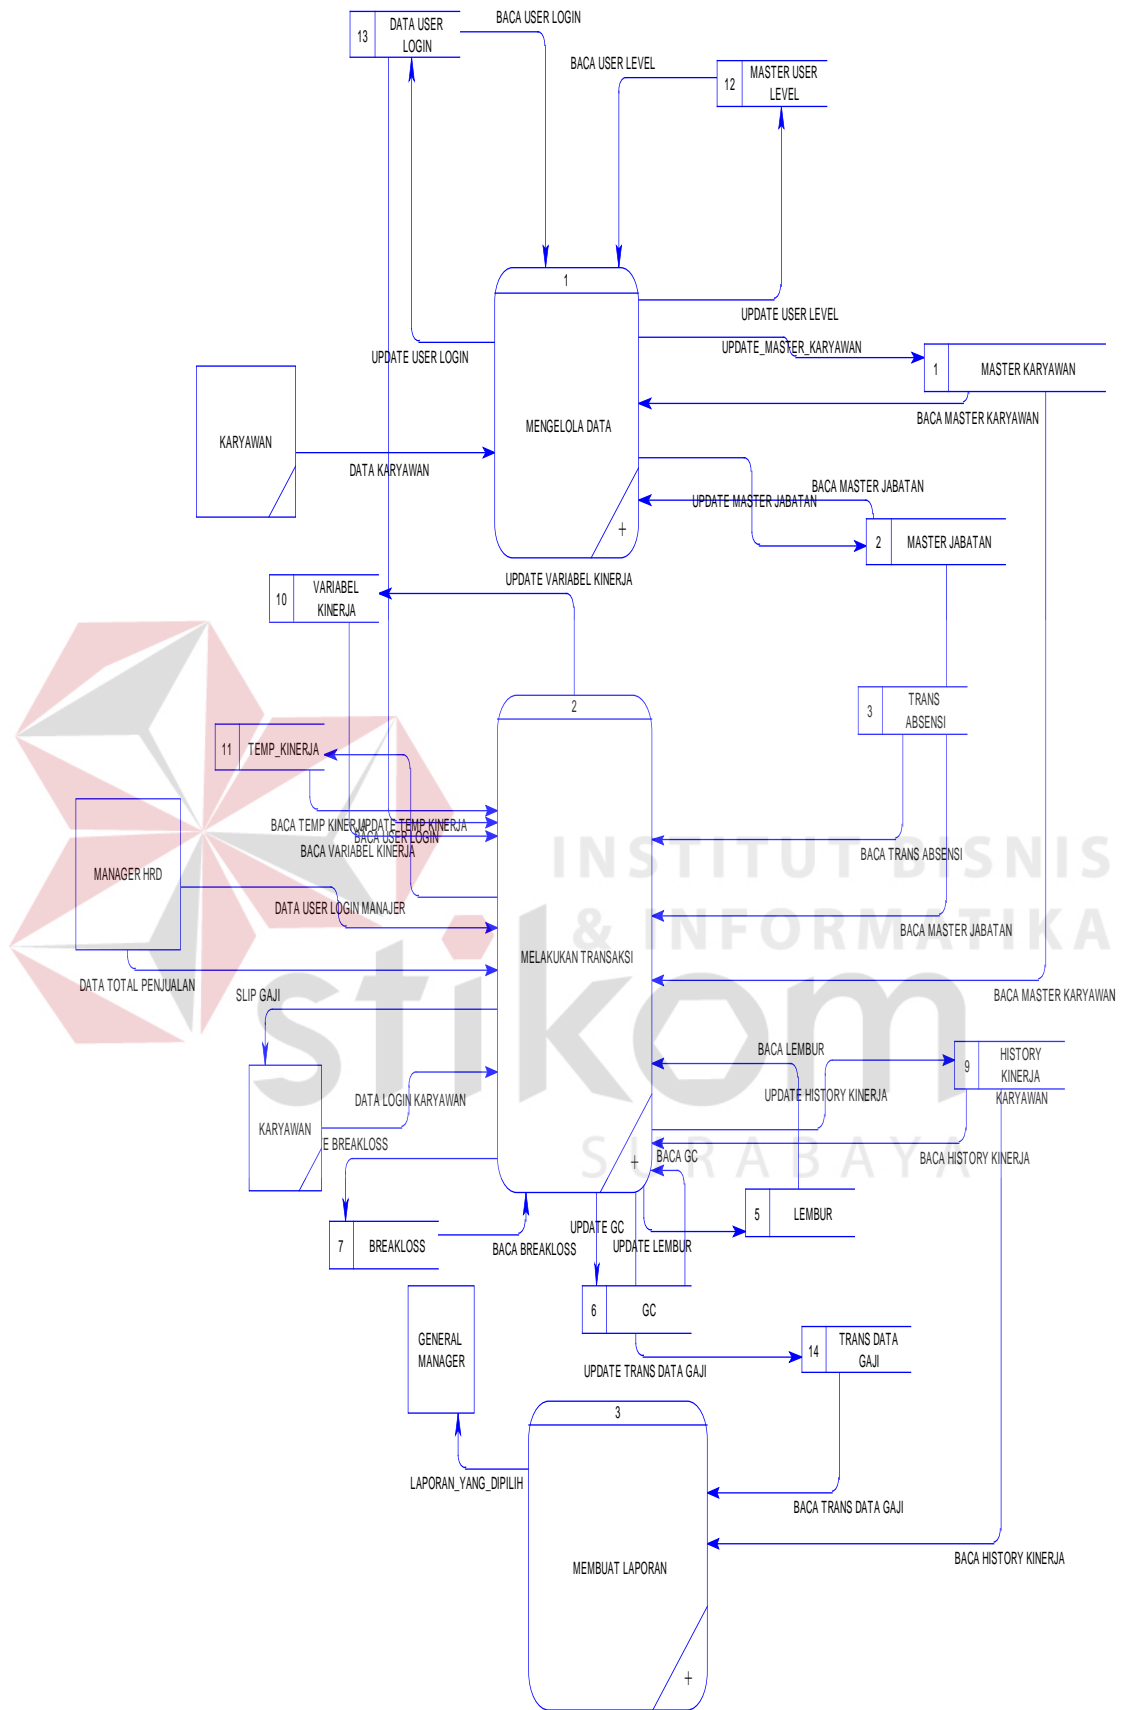 BACA USER LOGIN
13
DATA USER
LOGIN
BACA USER LEVEL
12
MASTER USER
LEVEL
1
UPDATE USER LEVEL
UPDATE USER LOGIN
UPDATE_MASTER_KARYAWAN
1
MASTER KARYAWAN
BACA MASTER KARYAWAN
KARYAWAN
MENGELOLA DATA
DATA KARYAWAN
BACA MASTER JABATAN
UPDATE MASTER JABATAN
+
2
MASTER JABATAN
UPDATE VARIABEL KINERJA
10
VARIABEL
KINERJA
2
3
TRANS
ABSENSI
11
TEMP_KINERJA
BACA TEMP KINERJA
UPDATE TEMP KINERJA
BACA USER LOGIN
BACA VARIABEL KINERJA
BACA TRANS ABSENSI
INSTITUT BISNIS
& INFORMATIKA
MANAGER HRD
DATA USER LOGIN MANAJER
BACA MASTER JABATAN
MELAKUKAN TRANSAKSI
DATA TOTAL PENJUALAN
SLIP GAJI
BACA MASTER KARYAWAN
stikom
BACA LEMBUR
9
HISTORY
KINERJA
KARYAWAN
UPDATE HISTORY KINERJA
DATA LOGIN KARYAWAN
KARYAWAN
E BREAKLOSS
SURABAYA
BACA GC
BACA HISTORY KINERJA
+
5
LEMBUR
7
BREAKLOSS
BACA BREAKLOSS
UPDATE GC
UPDATE LEMBUR
6
GC
GENERAL
MANAGER
14
TRANS DATA
GAJI
UPDATE TRANS DATA GAJI
3
LAPORAN_YANG_DIPILIH
BACA TRANS DATA GAJI
BACA HISTORY KINERJA
MEMBUAT LAPORAN
+